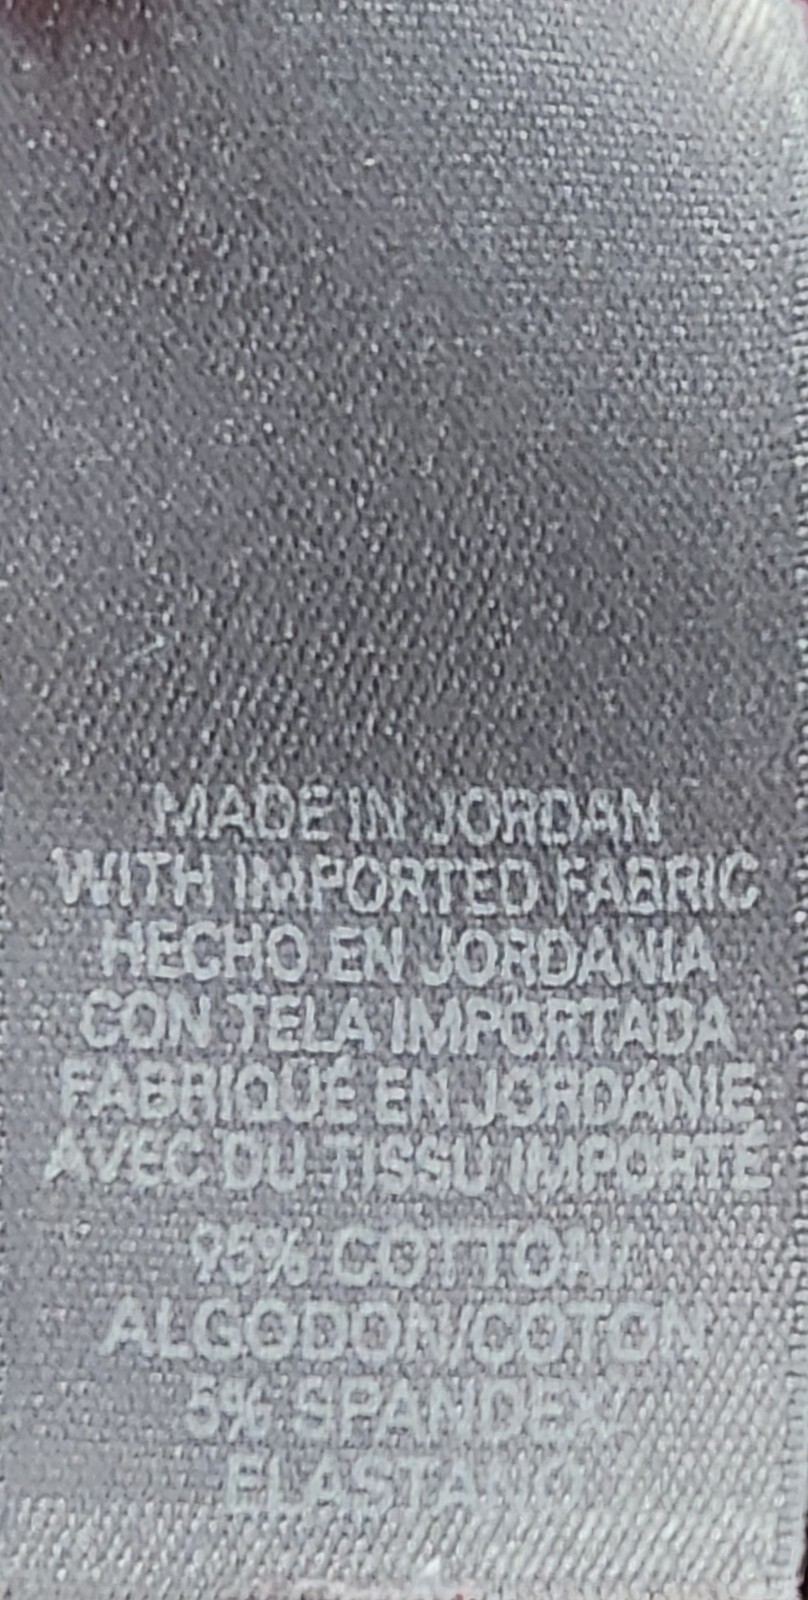 MADE IN JORDAN
WITH IMPORTED FABRIC
HECHO EN JORDANIA
CON TELA IMPORTADA
FABRIQUÉ EN JORDANIE
AVEC DU TISSU IMPORTÉ
95% COTTON/
ALGODON/COTON
5% SPANDEX/
ELASTANO